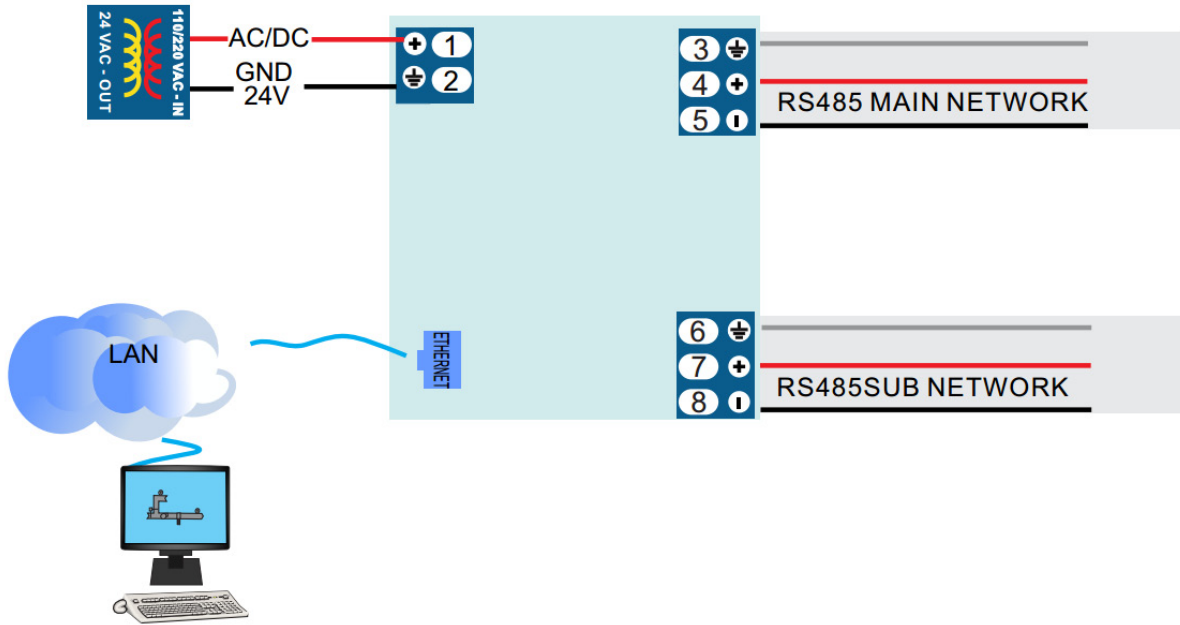 24 VAC - OUT
110/220 VAC - IN
AC/DC
GND
24V
1
2
3
4
5
RS485 MAIN NETWORK
LAN
ETHERNET
6
7
8
RS485SUB NETWORK